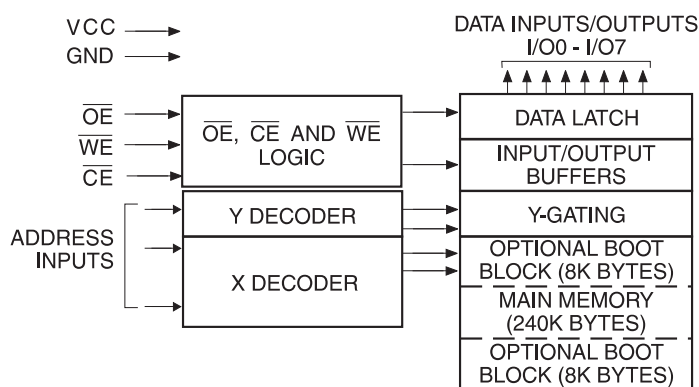 VCC
GND
DATA INPUTS/OUTPUTS
I/O0 - I/O7
OE
WE
CE
OE, CE AND WE
LOGIC
DATA LATCH
INPUT/OUTPUT
BUFFERS
ADDRESS
INPUTS
Y DECODER
X DECODER
Y-GATING
OPTIONAL BOOT
BLOCK (8K BYTES)
MAIN MEMORY
(240K BYTES)
OPTIONAL BOOT
BLOCK (8K BYTES)